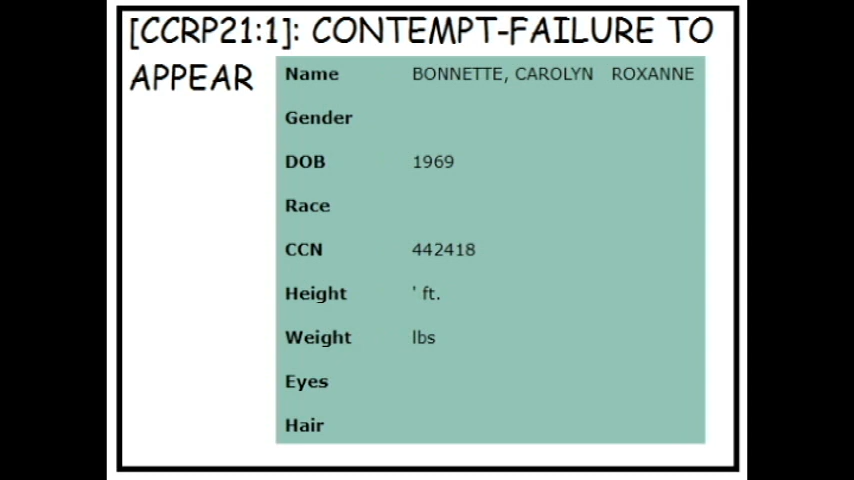 [CCRP21:1]: CONTEMPT-FAILURE TO
APPEAR
Name BONNETTE, CAROLYN ROXANNE
Gender
DOB 1969
Race
CCN 442418
Height ' ft.
Weight lbs
Eyes
Hair